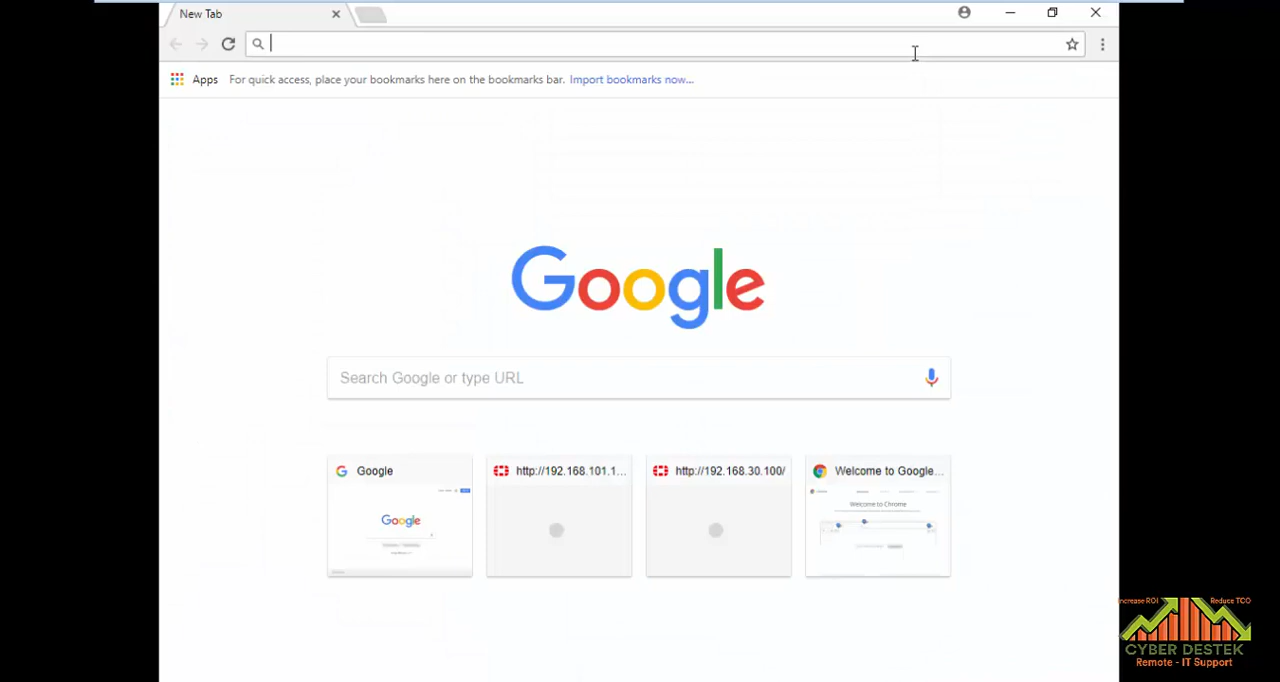 New Tab
Apps For quick access, place your bookmarks here on the bookmarks bar. Import bookmarks now...
Google
Search Google or type URL
Google
http://192.168.101.1...
http://192.168.30.100/
Welcome to Google...
Google
Welcome to Chrome
Increase ROI Reduce TCO
CYBER DESTEK
Remote - IT Support